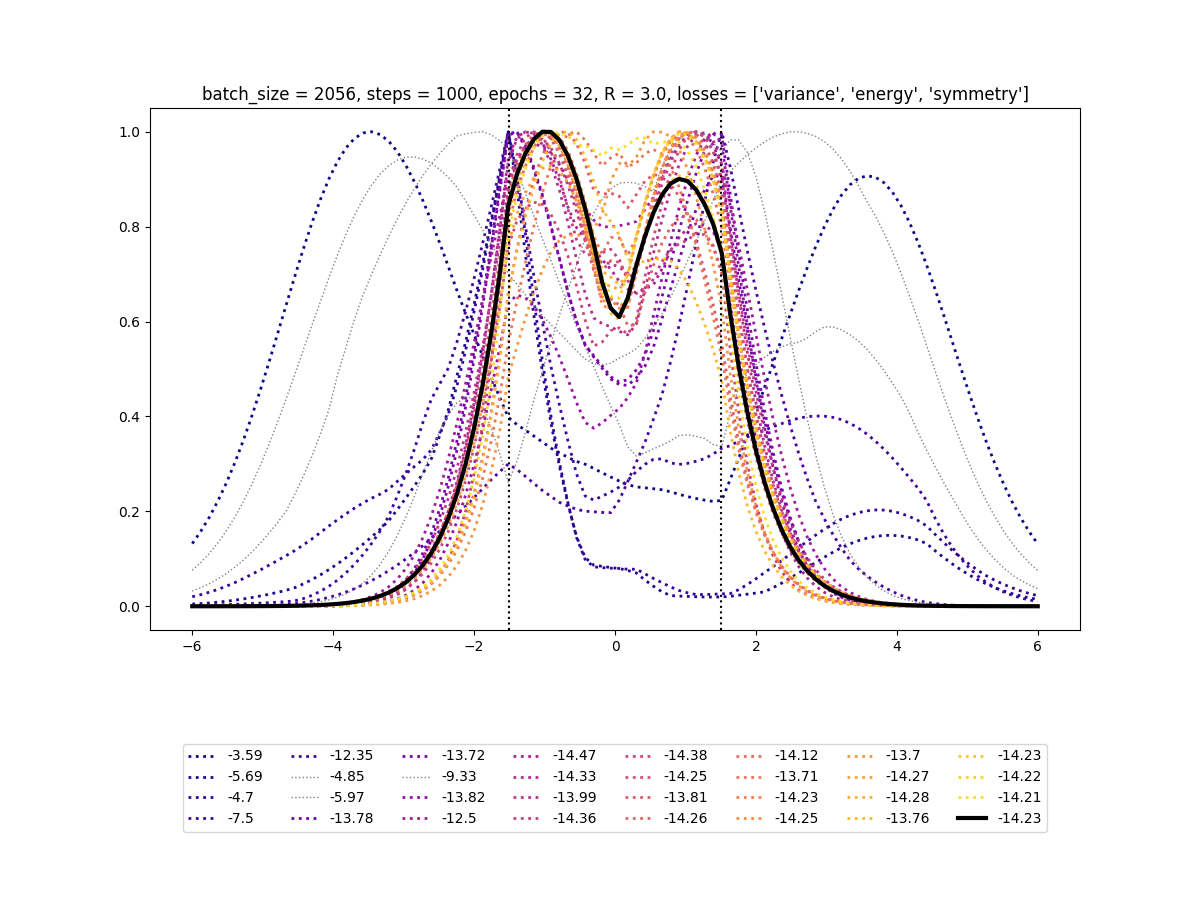 batch_size = 2056, steps = 1000, epochs = 32, R = 3.0, losses = ['variance', 'energy', 'symmetry']
1.0
0.8
0.6
0.4
0.2
0.0
−6 −4 −2 0 2 4 6
-3.59 -12.35 -13.72 -14.47 -14.38 -14.12 -13.7 -14.23
-5.69 -4.85 -9.33 -14.33 -14.25 -13.71 -14.27 -14.22
-4.7 -5.97 -13.82 -13.99 -13.81 -14.23 -14.28 -14.21
-7.5 -13.78 -12.5 -14.36 -14.26 -14.25 -13.76 -14.23